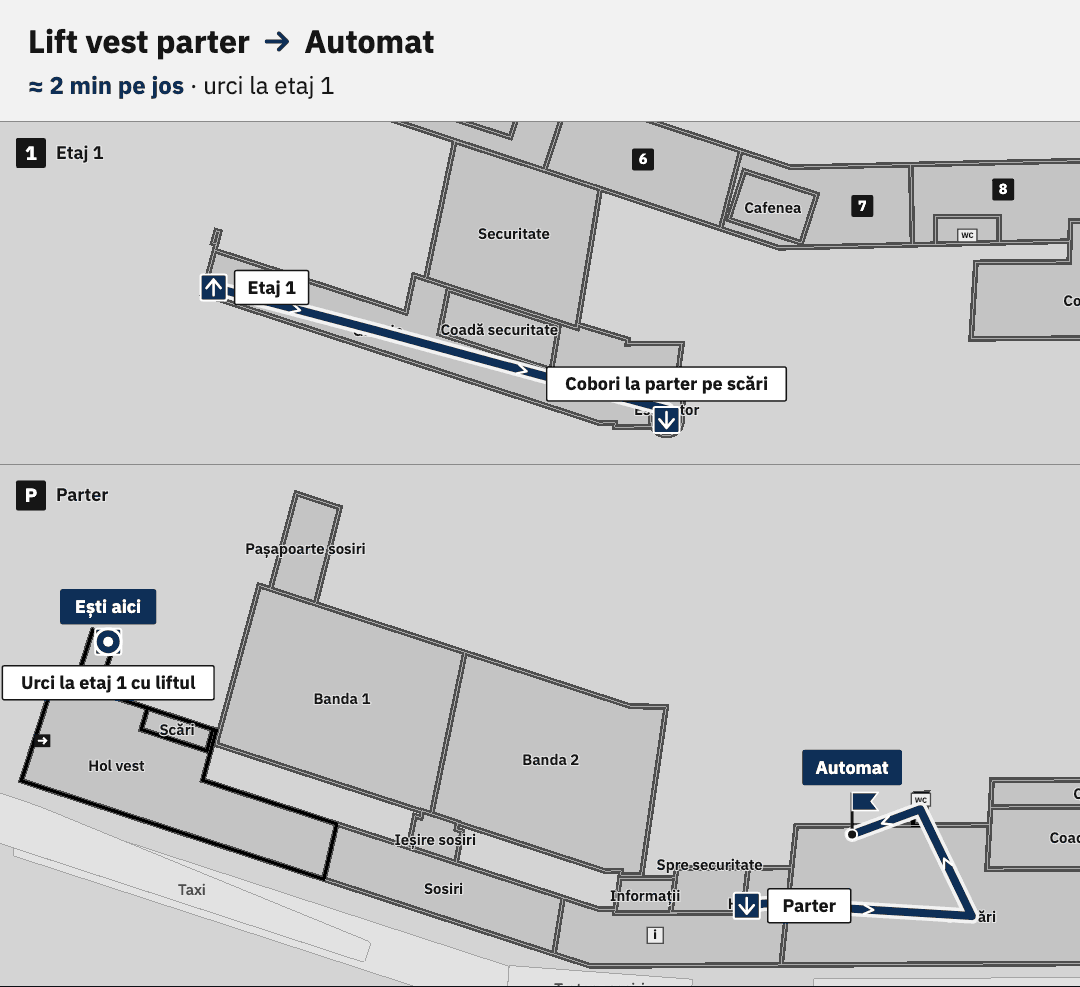 Lift vest parter → Automat
≈ 2 min pe jos · urci la etaj 1
1 Etaj 1
6
Cafenea
7
8
WC
Securitate
Etaj 1
Coadă securitate
Cobori la parter pe scări
P Parter
Pașapoarte sosiri
Ești aici
Urci la etaj 1 cu liftul
Scări
Banda 1
Banda 2
Hol vest
Automat
WC
Ieșire sosiri
Spre securitate
Sosiri
Informații
Parter
Taxi
i